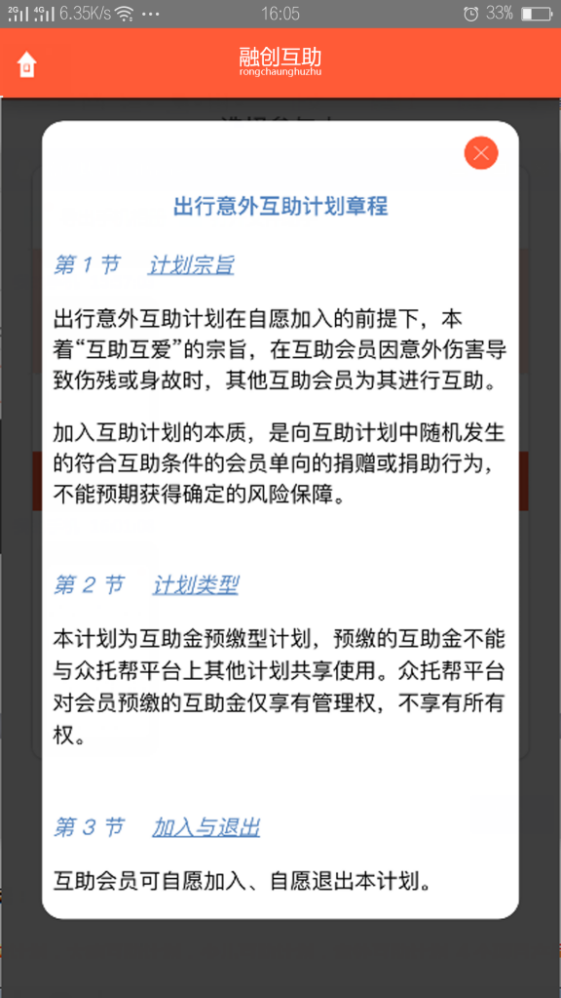 2G 4G 6.35K/s ··· 16:05 33%
融创互助
rongchaunghuzhu
出行意外互助计划章程
第 1 节 计划宗旨
出行意外互助计划在自愿加入的前提下，本
着“互助互爱”的宗旨，在互助会员因意外伤害导
致伤残或身故时，其他互助会员为其进行互助。
加入互助计划的本质，是向互助计划中随机发生
的符合互助条件的会员单向的捐赠或捐助行为，
不能预期获得确定的风险保障。
第 2 节 计划类型
本计划为互助金预缴型计划，预缴的互助金不能
与众托帮平台上其他计划共享使用。众托帮平台
对会员预缴的互助金仅享有管理权，不享有所有
权。
第 3 节 加入与退出
互助会员可自愿加入、自愿退出本计划。